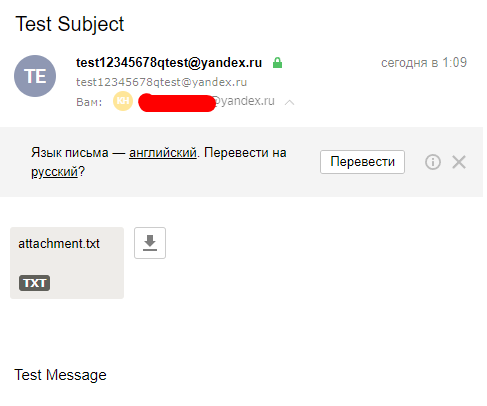 Test Subject
TE
test12345678qtest@yandex.ru
сегодня в 1:09
test12345678qtest@yandex.ru
Вам: КН @yandex.ru
Язык письма — английский. Перевести на
русский?
Перевести
attachment.txt
TXT
Test Message